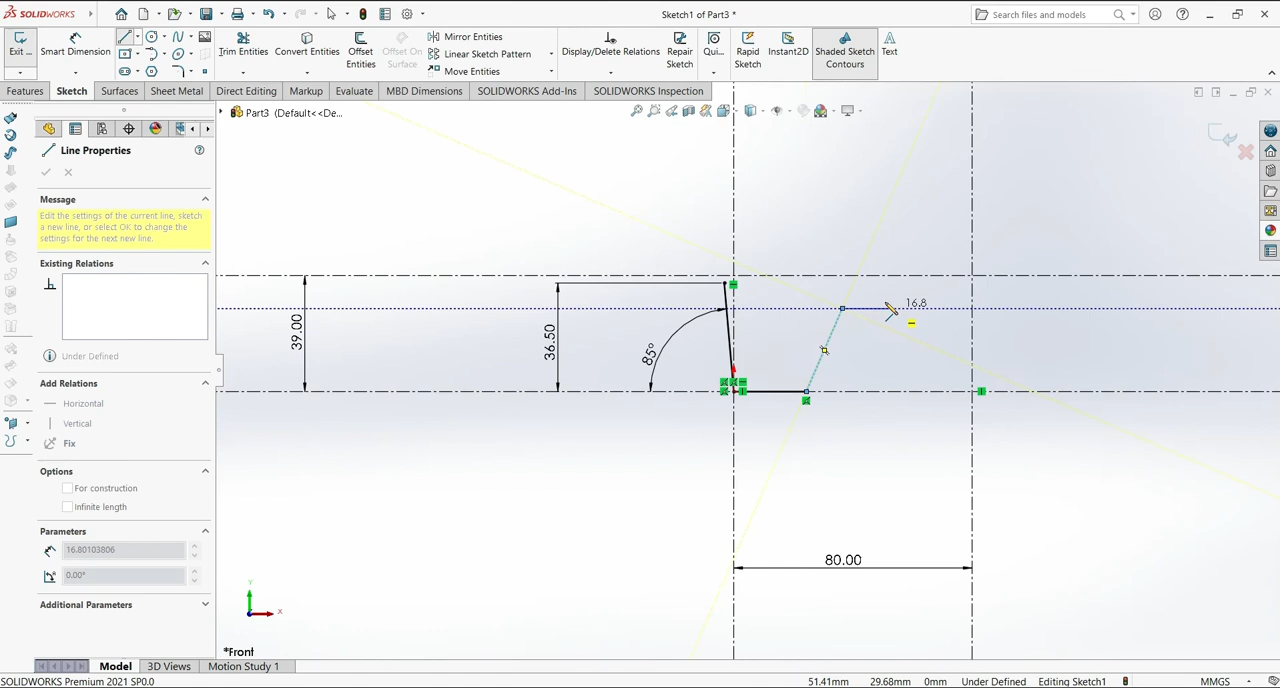 SOLIDWORKS
Sketch1 of Part3 *
Search files and models
Exit ...
Smart Dimension
Trim Entities
Convert Entities
Offset Entities
Offset On Surface
Mirror Entities
Linear Sketch Pattern
Move Entities
Display/Delete Relations
Repair Sketch
Qui...
Rapid Sketch
Instant2D
Shaded Sketch Contours
Text
Features
Sketch
Surfaces
Sheet Metal
Direct Editing
Markup
Evaluate
MBD Dimensions
SOLIDWORKS Add-Ins
SOLIDWORKS Inspection
Part3 (Default<<De...
Line Properties
Message
Edit the settings of the current line, sketch
a new line, or select OK to change the
settings for the next new line.
Existing Relations
Under Defined
Add Relations
Horizontal
Vertical
Fix
Options
For construction
Infinite length
Parameters
16.80103806
0.00°
Additional Parameters
39.00
36.50
85°
16.8
80.00
Y
X
*Front
Model
3D Views
Motion Study 1
SOLIDWORKS Premium 2021 SP0.0
51.41mm
29.68mm
0mm
Under Defined
Editing Sketch1
MMGS